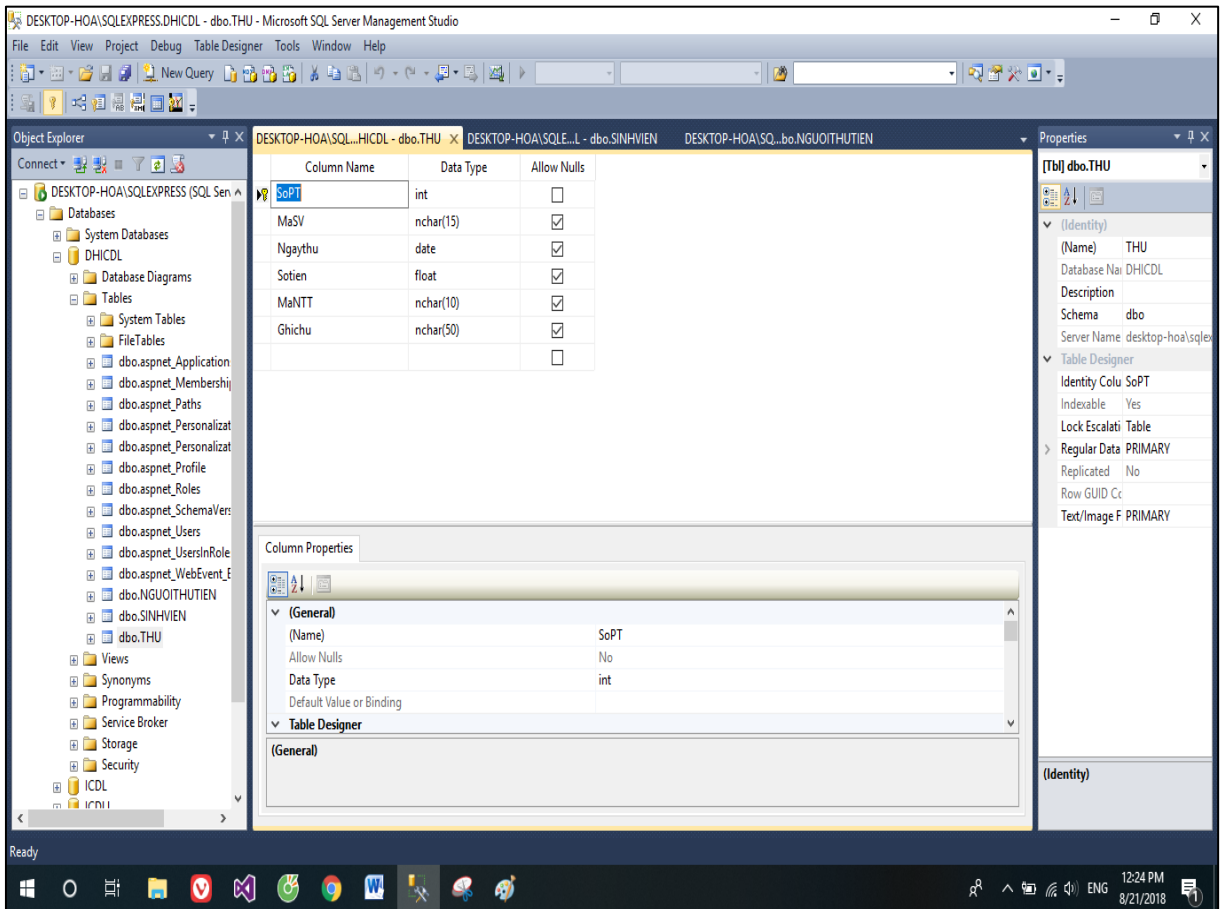 DESKTOP-HOA\SQLEXPRESS.DHICDL - dbo.THU - Microsoft SQL Server Management Studio
File Edit View Project Debug Table Designer Tools Window Help
New Query
Object Explorer
Connect
DESKTOP-HOA\SQLEXPRESS (SQL Serv
Databases
System Databases
DHICDL
Database Diagrams
Tables
System Tables
FileTables
dbo.aspnet_Application
dbo.aspnet_Membership
dbo.aspnet_Paths
dbo.aspnet_Personalizat
dbo.aspnet_Personalizat
dbo.aspnet_Profile
dbo.aspnet_Roles
dbo.aspnet_SchemaVers
dbo.aspnet_Users
dbo.aspnet_UsersInRole
dbo.aspnet_WebEvent_E
dbo.NGUOITHUTIEN
dbo.SINHVIEN
dbo.THU
Views
Synonyms
Programmability
Service Broker
Storage
Security
ICDL
DESKTOP-HOA\SQL...HICDL - dbo.THU DESKTOP-HOA\SQLE...L - dbo.SINHVIEN DESKTOP-HOA\SQ...bo.NGUOITHUTIEN
Column Name Data Type Allow Nulls
SoPT int
MaSV nchar(15)
Ngaythu date
Sotien float
MaNTT nchar(10)
Ghichu nchar(50)
Column Properties
(General)
(Name) SoPT
Allow Nulls No
Data Type int
Default Value or Binding
Table Designer
(General)
Properties
[Tbl] dbo.THU
(Identity)
(Name) THU
Database Nai DHICDL
Description
Schema dbo
Server Name desktop-hoa\sqlex
Table Designer
Identity Colu SoPT
Indexable Yes
Lock Escalati Table
Regular Data PRIMARY
Replicated No
Row GUID Cc
Text/Image F PRIMARY
(Identity)
Ready
ENG
12:24 PM
8/21/2018